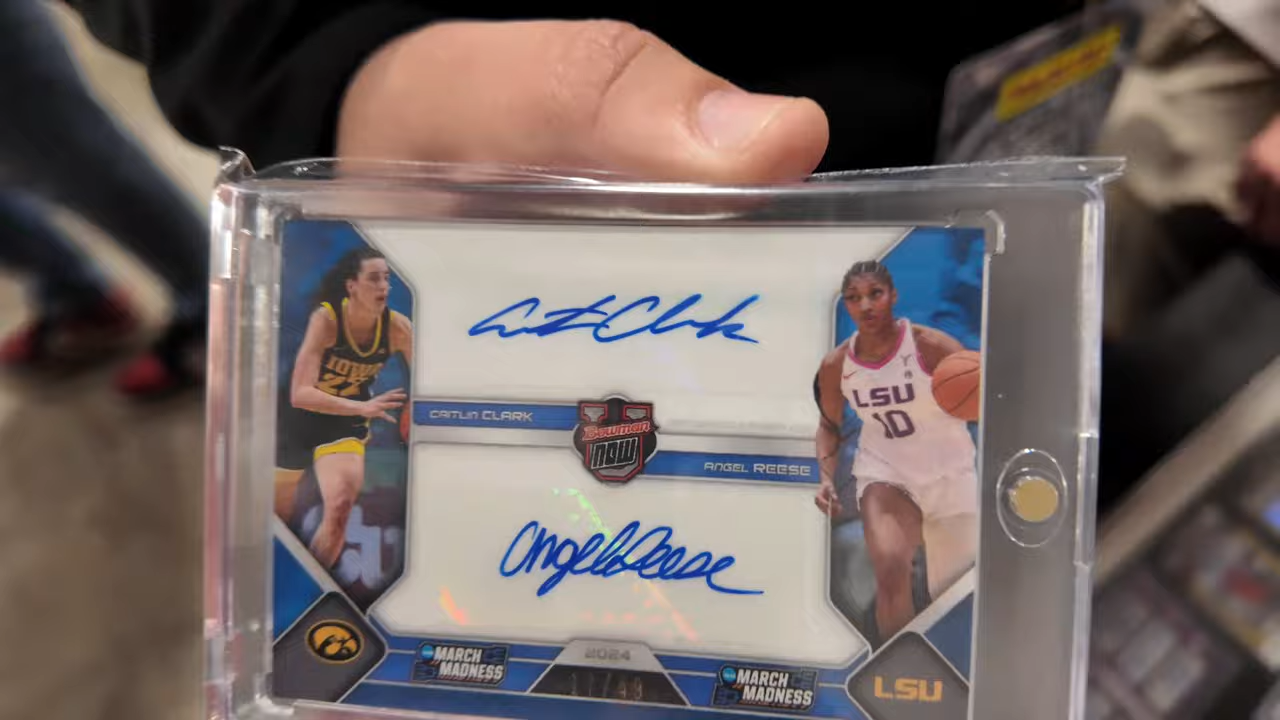 Caitlin Clark
IOWA
22
LSU
10
CAITLIN CLARK
Bowman
U
NOW
ANGEL REESE
Angel Reese
MARCH
MADNESS
2024
MARCH
MADNESS
LSU